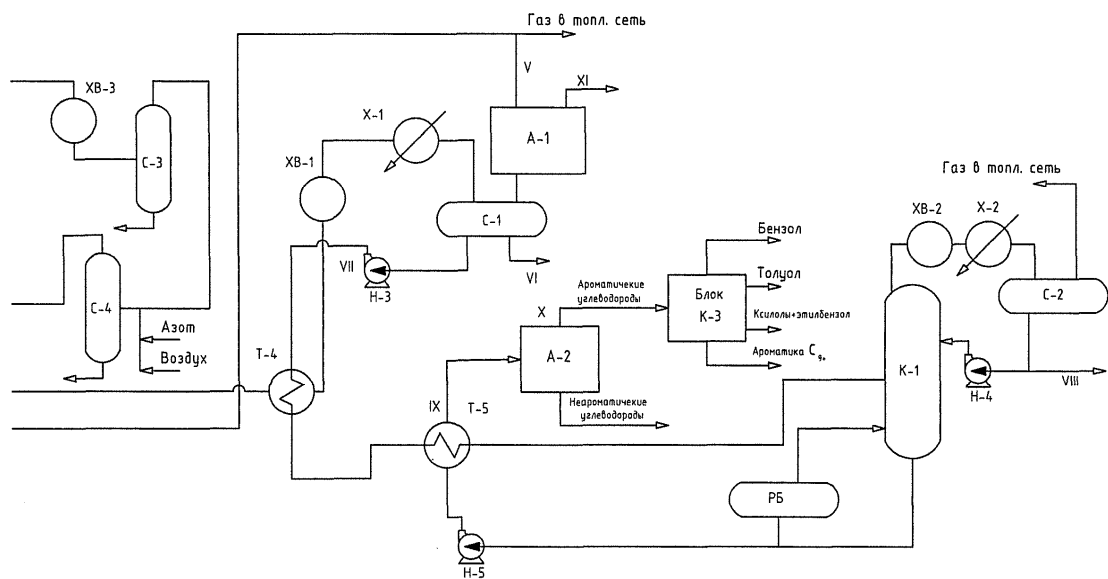 Газ в топл. сеть
V
XI
ХВ-3
X-1
А-1
С-3
ХВ-1
Газ в топл. сеть
ХВ-2
X-2
С-1
Бензол
VII
VI
Н-3
Ароматичекие
углеводороды
X
Блок
К-3
Толуол
С-2
С-4
Ксилолы+этилбензол
Азот
Воздух
Т-4
А-2
Ароматика С₉₊
К-1
Н-4
VIII
IX
Т-5
Неароматичекие
углеводороды
РБ
Н-5